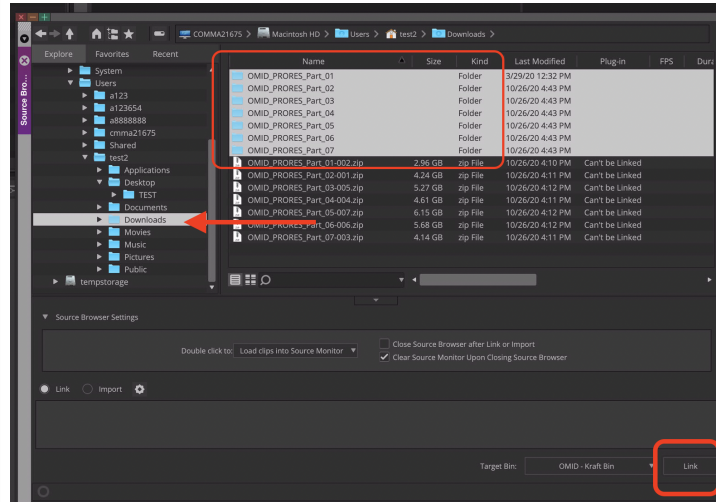 COMMA21675 > Macintosh HD > Users > test2 > Downloads >
Explore Favorites Recent
Source Bro...
System
Users
a123
a123654
a8888888
cmma21675
Shared
test2
Applications
Desktop
TEST
Documents
Downloads
Movies
Music
Pictures
Public
tempstorage
Name Size Kind Last Modified Plug-in FPS Dura
OMID_PRORES_Part_01 Folder 3/29/20 12:32 PM
OMID_PRORES_Part_02 Folder 10/26/20 4:43 PM
OMID_PRORES_Part_03 Folder 10/26/20 4:43 PM
OMID_PRORES_Part_04 Folder 10/26/20 4:43 PM
OMID_PRORES_Part_05 Folder 10/26/20 4:43 PM
OMID_PRORES_Part_06 Folder 10/26/20 4:43 PM
OMID_PRORES_Part_07 Folder 10/26/20 4:43 PM
OMID_PRORES_Part_01-002.zip 2.96 GB zip File 10/26/20 4:10 PM Can't be Linked
OMID_PRORES_Part_02-001.zip 4.24 GB zip File 10/26/20 4:11 PM Can't be Linked
OMID_PRORES_Part_03-005.zip 5.27 GB zip File 10/26/20 4:12 PM Can't be Linked
OMID_PRORES_Part_04-004.zip 4.61 GB zip File 10/26/20 4:11 PM Can't be Linked
OMID_PRORES_Part_05-007.zip 6.15 GB zip File 10/26/20 4:12 PM Can't be Linked
OMID_PRORES_Part_06-006.zip 5.68 GB zip File 10/26/20 4:12 PM Can't be Linked
OMID_PRORES_Part_07-003.zip 4.14 GB zip File 10/26/20 4:11 PM Can't be Linked
Source Browser Settings
Double click to: Load clips into Source Monitor
Close Source Browser after Link or Import
Clear Source Monitor Upon Closing Source Browser
Link Import
Target Bin: OMID - Kraft Bin Link